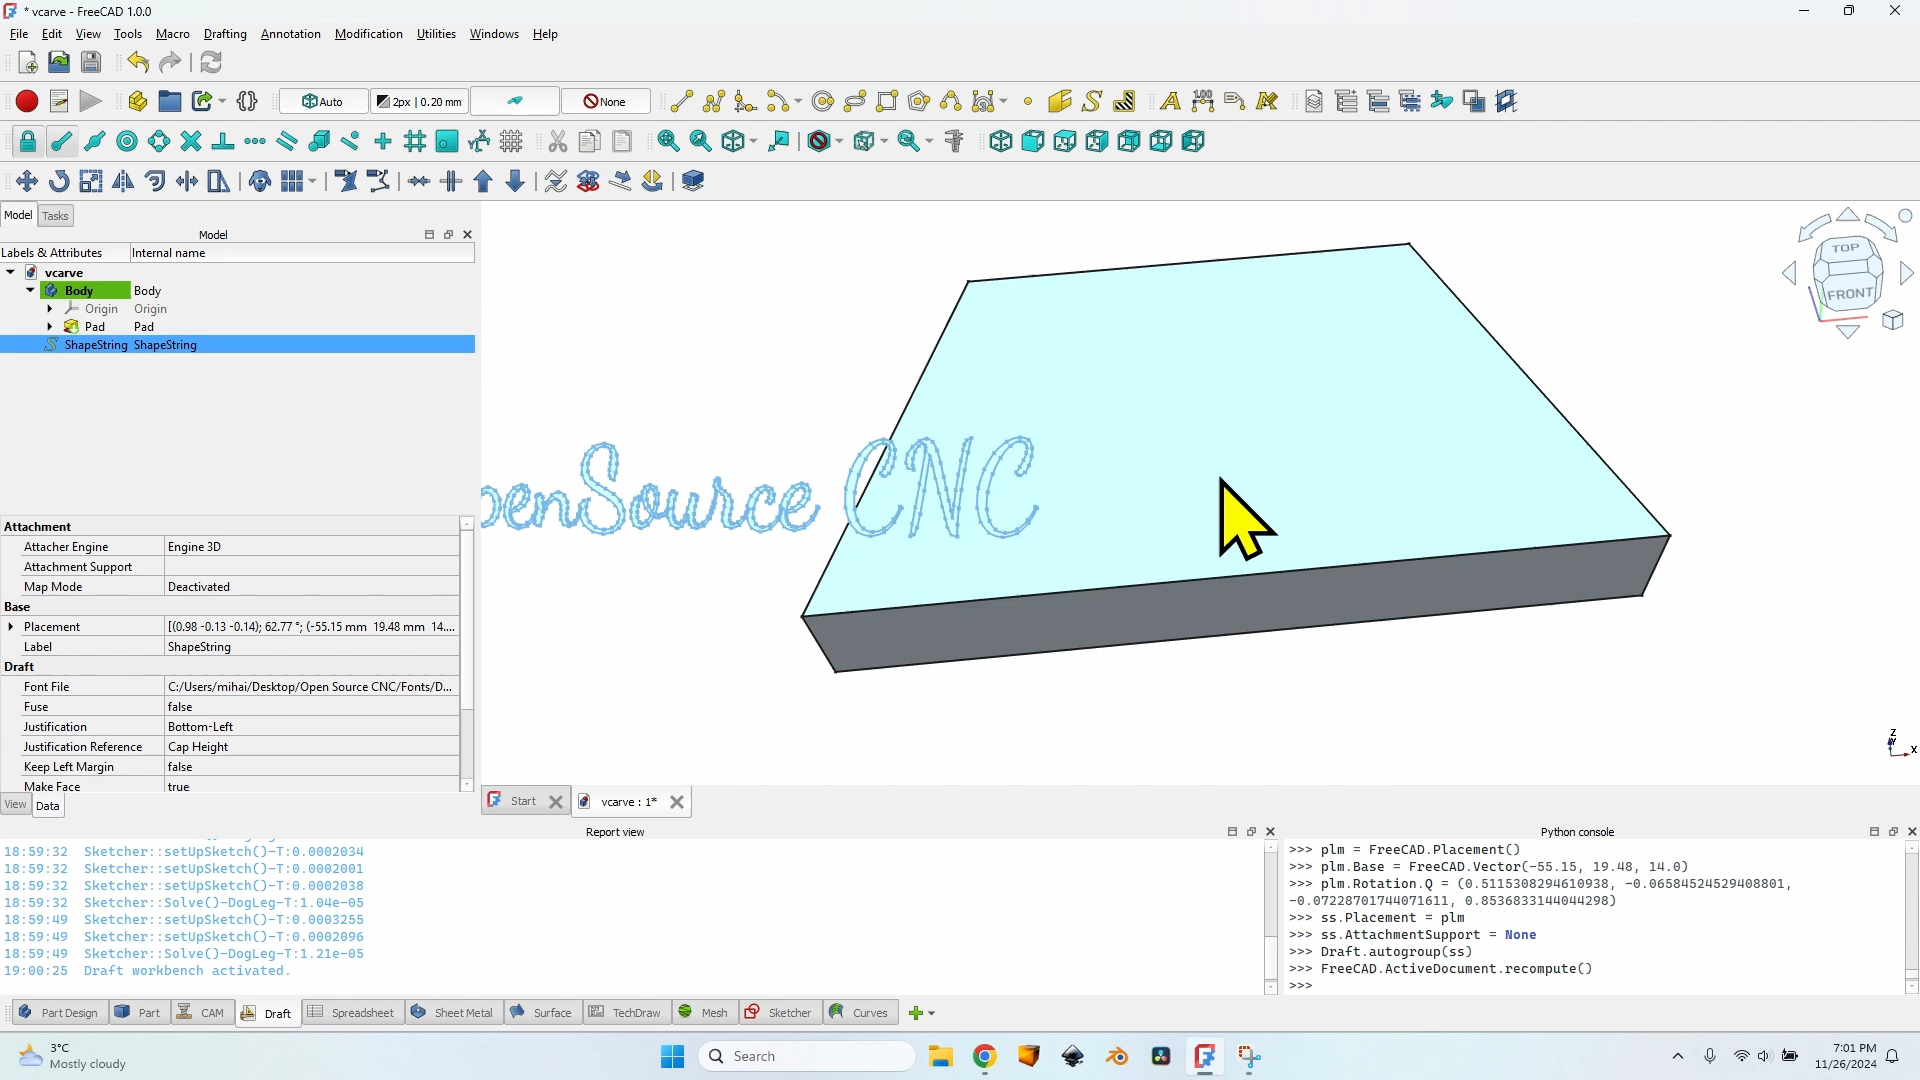 * vcarve - FreeCAD 1.0.0
File Edit View Tools Macro Drafting Annotation Modification Utilities Windows Help
Auto 2px | 0.20 mm None
Model Tasks
Model
Labels & Attributes Internal name
vcarve
Body Body
Origin Origin
Pad Pad
ShapeString ShapeString
TOP
FRONT
penSource CNC
Attachment
Attacher Engine Engine 3D
Attachment Support
Map Mode Deactivated
Base
Placement [(0.98 -0.13 -0.14); 62.77 °; (-55.15 mm 19.48 mm 14....
Label ShapeString
Draft
Font File C:/Users/mihai/Desktop/Open Source CNC/Fonts/D...
Fuse false
Justification Bottom-Left
Justification Reference Cap Height
Keep Left Margin false
Make Face true
View Data
Z
Y
X
Start vcarve : 1*
Report view
18:59:32 Sketcher::setUpSketch()-T:0.0002034
18:59:32 Sketcher::setUpSketch()-T:0.0002001
18:59:32 Sketcher::setUpSketch()-T:0.0002038
18:59:32 Sketcher::Solve()-DogLeg-T:1.04e-05
18:59:49 Sketcher::setUpSketch()-T:0.0003255
18:59:49 Sketcher::setUpSketch()-T:0.0002096
18:59:49 Sketcher::Solve()-DogLeg-T:1.21e-05
19:00:25 Draft workbench activated.
Python console
>>> plm = FreeCAD.Placement()
>>> plm.Base = FreeCAD.Vector(-55.15, 19.48, 14.0)
>>> plm.Rotation.Q = (0.5115308294610938, -0.06584524529408801,
-0.07228701744071611, 0.8536833144044298)
>>> ss.Placement = plm
>>> ss.AttachmentSupport = None
>>> Draft.autogroup(ss)
>>> FreeCAD.ActiveDocument.recompute()
>>>
Part Design Part CAM Draft Spreadsheet Sheet Metal Surface TechDraw Mesh Sketcher Curves
3°C
Mostly cloudy
Search
7:01 PM
11/26/2024